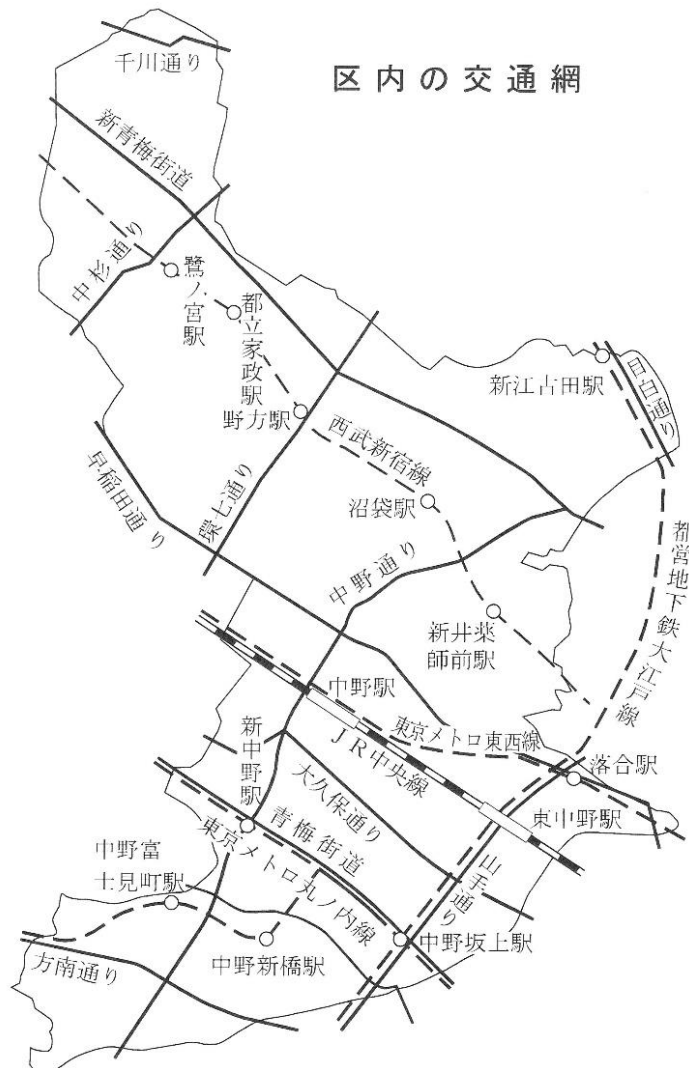 区内の交通網
千川通り
新青梅街道
中杉通り
鷺ノ宮駅
都立家政駅
野方駅
西武新宿線
新江古田駅
目白通り
早稲田通り
環七通り
沼袋駅
都営地下鉄大江戸線
中野通り
新井薬
師前駅
中野駅
東京メトロ東西線
JR中央線
落合駅
新中野駅
大久保通り
東中野駅
青梅街道
東京メトロ丸ノ内線
山手通り
中野富
士見町駅
中野坂上駅
中野新橋駅
方南通り